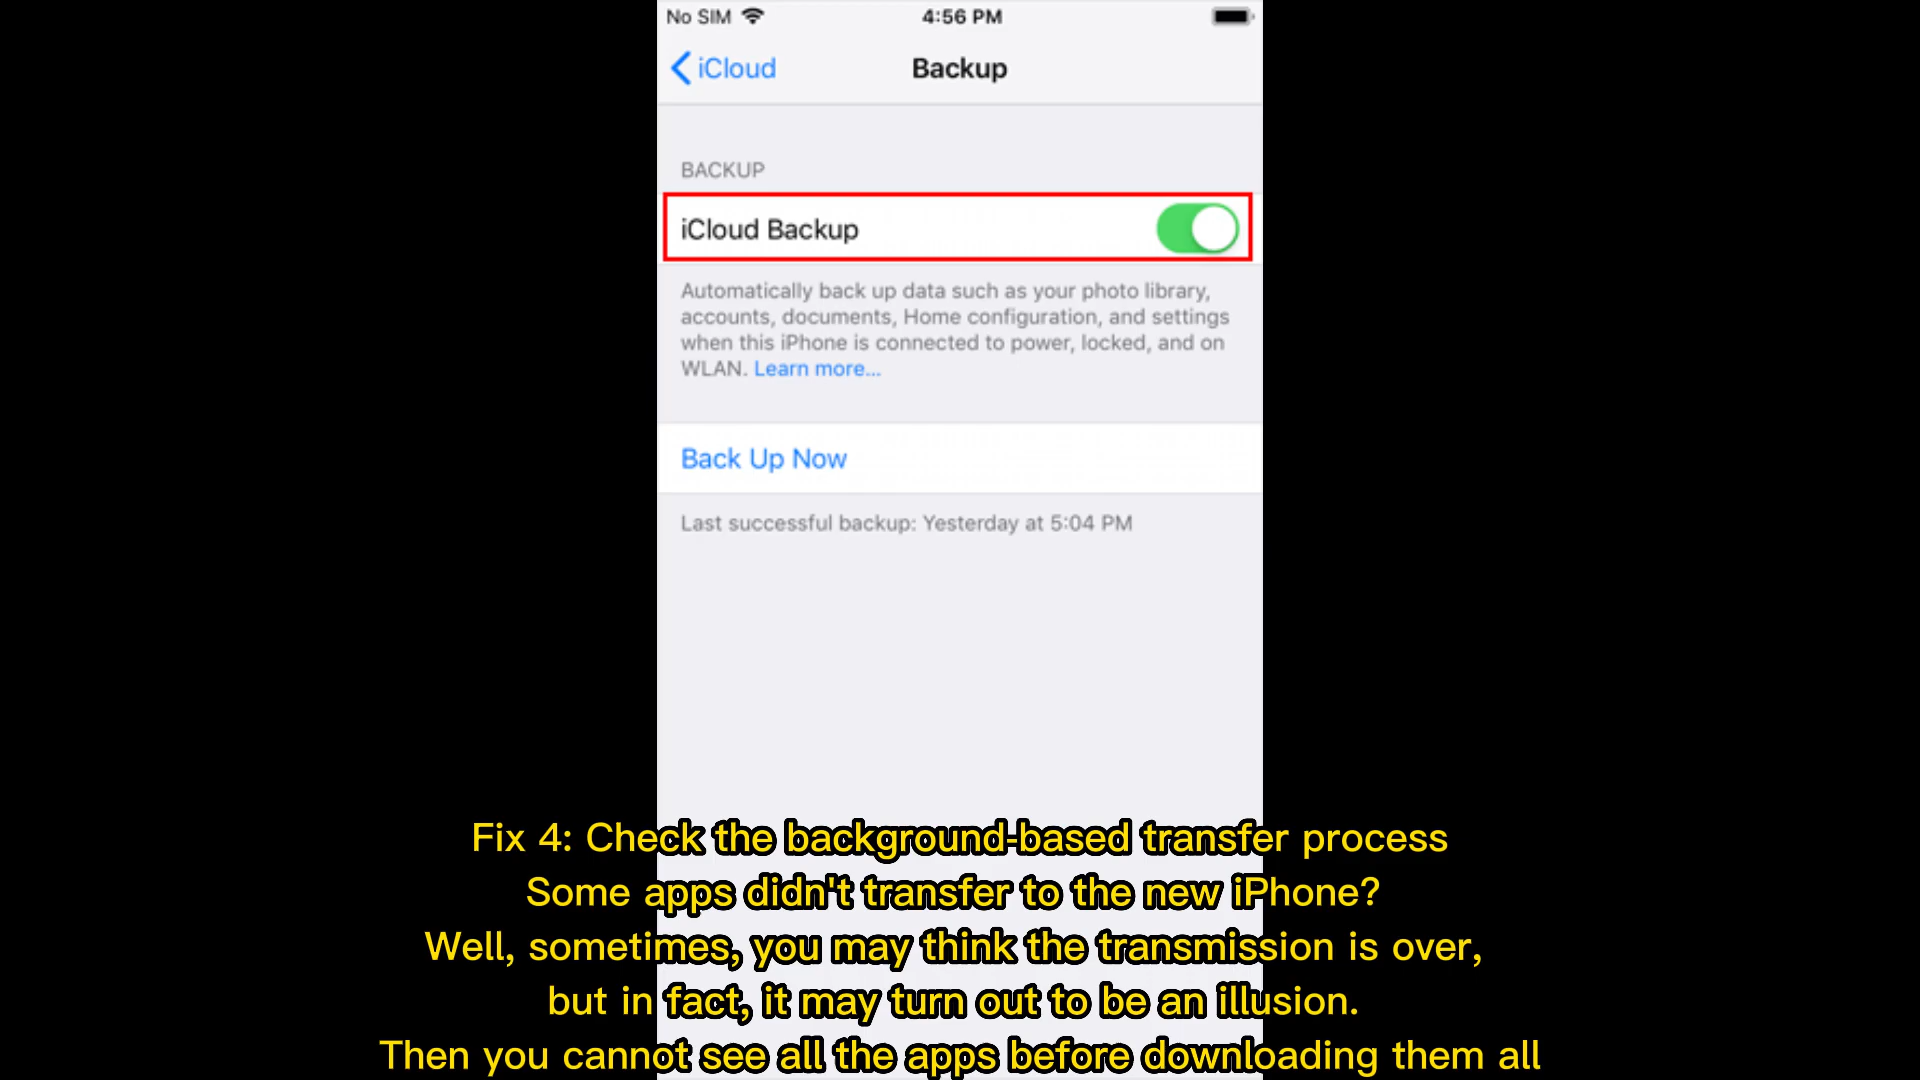 No SIM 4:56 PM
iCloud Backup
BACKUP
iCloud Backup
Automatically back up data such as your photo library,
accounts, documents, Home configuration, and settings
when this iPhone is connected to power, locked, and on
WLAN. Learn more...
Back Up Now
Last successful backup: Yesterday at 5:04 PM
Fix 4: Check the background-based transfer process
Some apps didn't transfer to the new iPhone?
Well, sometimes, you may think the transmission is over,
but in fact, it may turn out to be an illusion.
Then you cannot see all the apps before downloading them all